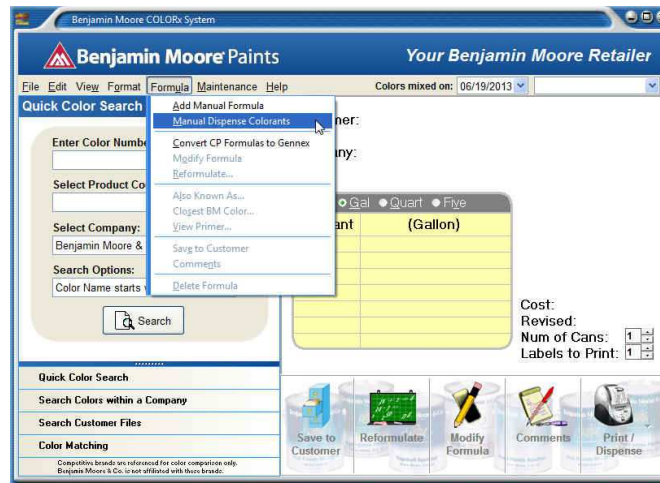 Benjamin Moore COLORx System
Benjamin Moore Paints
Your Benjamin Moore Retailer
File Edit View Format Formula Maintenance Help
Colors mixed on: 06/19/2013
Quick Color Search
Add Manual Formula
Manual Dispense Colorants
Convert CP Formulas to Gennex
Modify Formula
Reformulate...
Also Known As...
Closest BM Color...
View Primer...
Save to Customer
Comments
Delete Formula
Enter Color Numbe
Select Product Co
Select Company:
Benjamin Moore &
Search Options:
Color Name starts
Search
mer:
any:
Gal Quart Five
ant (Gallon)
Cost:
Revised:
Num of Cans: 1
Labels to Print: 1
Quick Color Search
Search Colors within a Company
Search Customer Files
Color Matching
Competitive brands are referenced for color comparison only.
Benjamin Moore & Co. is not affiliated with these brands.
Save to Customer
Reformulate
Modify Formula
Comments
Print / Dispense